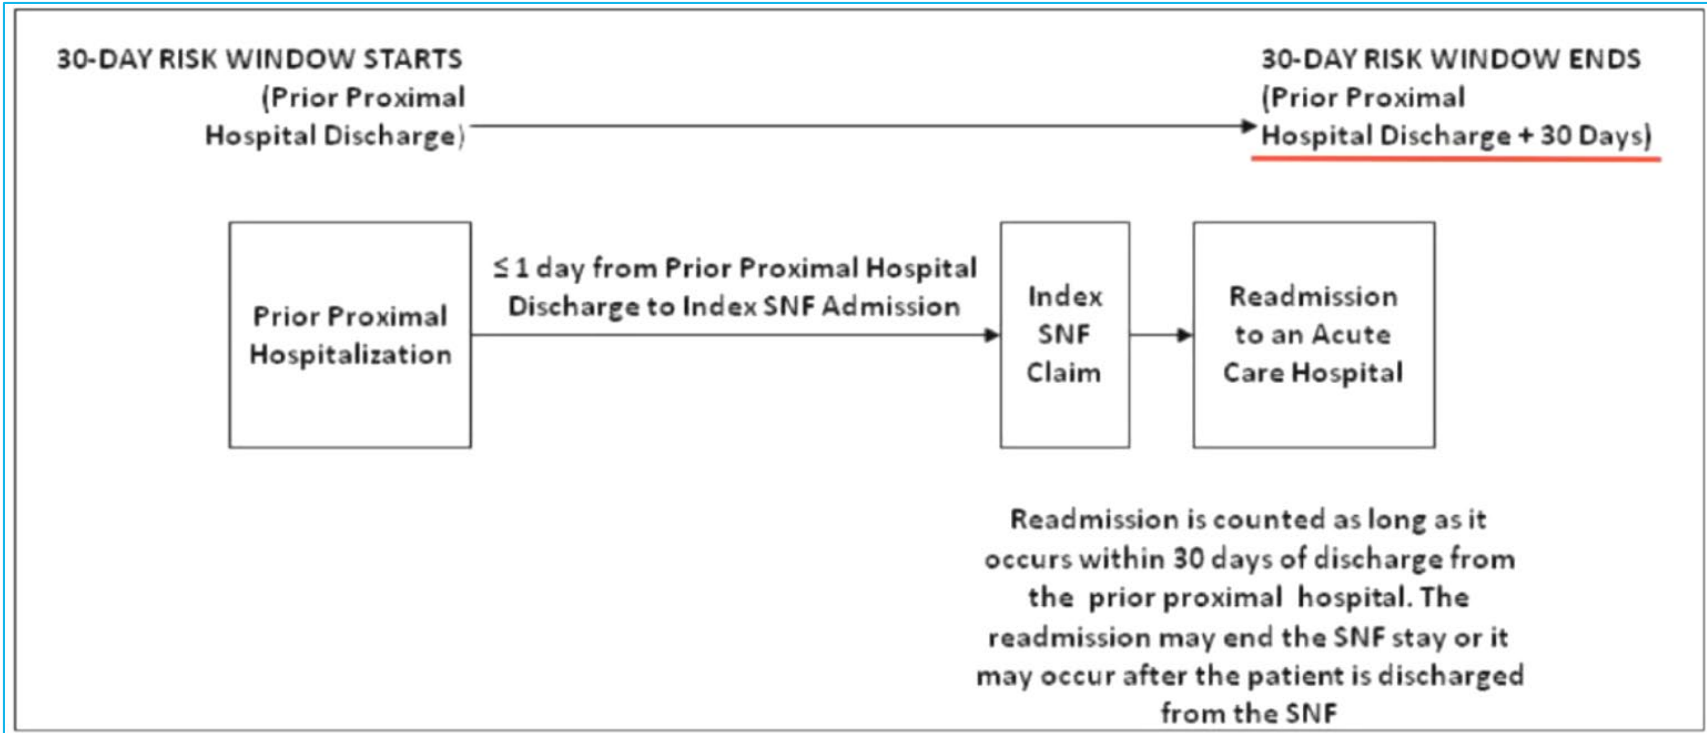 30-DAY RISK WINDOW STARTS
(Prior Proximal
Hospital Discharge)
30-DAY RISK WINDOW ENDS
(Prior Proximal
Hospital Discharge + 30 Days)
Prior Proximal
Hospitalization
≤ 1 day from Prior Proximal Hospital
Discharge to Index SNF Admission
Index
SNF
Claim
Readmission
to an Acute
Care Hospital
Readmission is counted as long as it
occurs within 30 days of discharge from
the prior proximal hospital. The
readmission may end the SNF stay or it
may occur after the patient is discharged
from the SNF